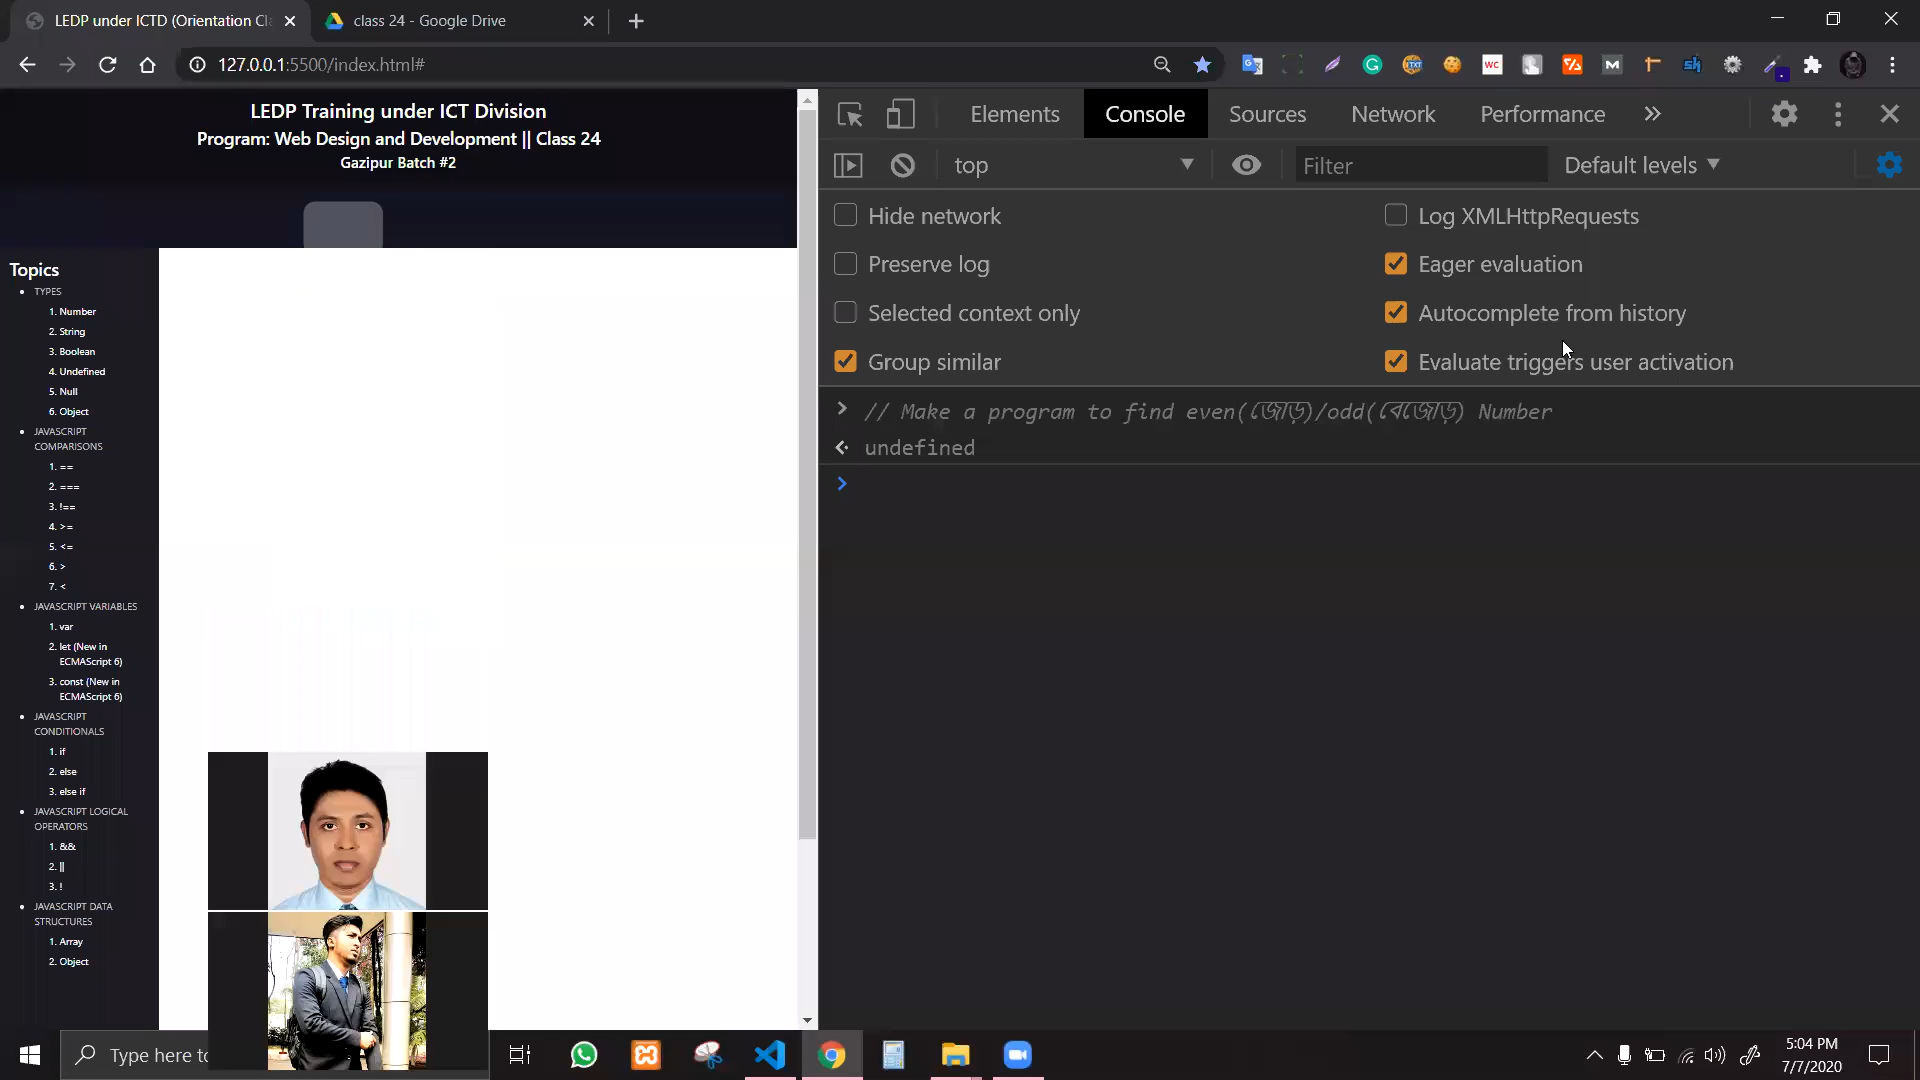 LEDP under ICTD (Orientation Cla
class 24 - Google Drive
127.0.0.1:5500/index.html#
LEDP Training under ICT Division
Program: Web Design and Development || Class 24
Gazipur Batch #2
Topics
TYPES
1. Number
2. String
3. Boolean
4. Undefined
5. Null
6. Object
JAVASCRIPT
COMPARISONS
1. ==
2. ===
3. !==
4. >=
5. <=
6. >
7. <
JAVASCRIPT VARIABLES
1. var
2. let (New in
ECMAScript 6)
3. const (New in
ECMAScript 6)
JAVASCRIPT
CONDITIONALS
1. if
2. else
3. else if
JAVASCRIPT LOGICAL
OPERATORS
1. &&
2. ||
3. !
JAVASCRIPT DATA
STRUCTURES
1. Array
2. Object
Elements Console Sources Network Performance
top Filter Default levels
Hide network Log XMLHttpRequests
Preserve log Eager evaluation
Selected context only Autocomplete from history
Group similar Evaluate triggers user activation
// Make a program to find even(জোড়)/odd(বেজোড়) Number
undefined
Type here to
5:04 PM
7/7/2020